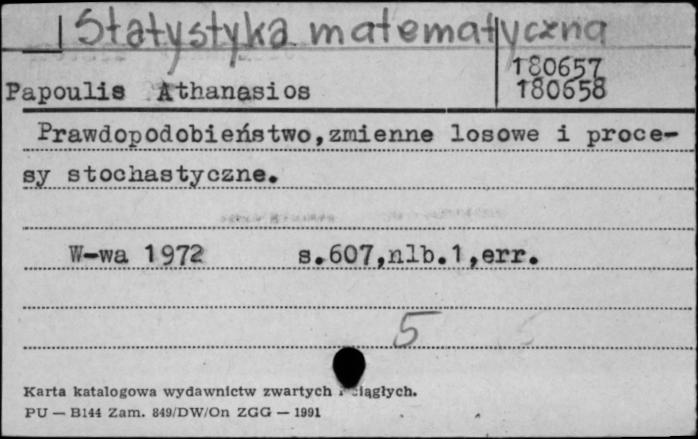 Statystyka matematyczna
180657
Papoulis Athanasios 180658
Prawdopodobieństwo,zmienne losowe i proce-
sy stochastyczne.
W-wa 1972 s.607,nlb.1,err.
5
Karta katalogowa wydawnictw zwartych i ciągłych.
PU — B144 Zam. 849/DW/On ZGG — 1991